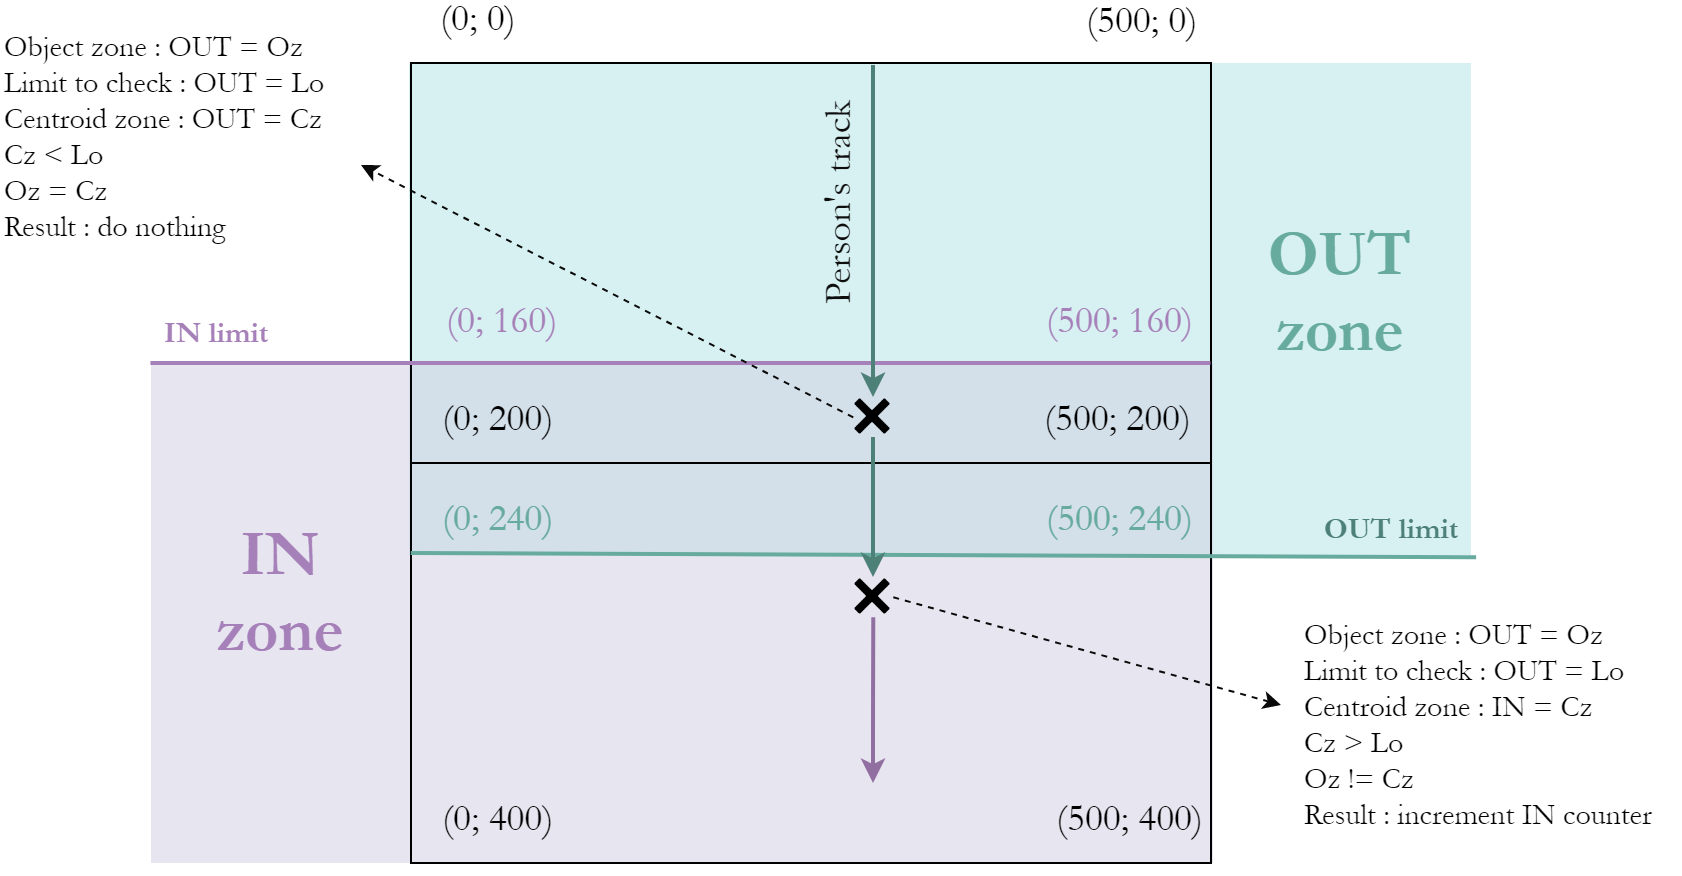 (0; 0)
(500; 0)
Object zone : OUT = Oz
Limit to check : OUT = Lo
Centroid zone : OUT = Cz
Cz < Lo
Oz = Cz
Result : do nothing
Person's track
OUT
zone
IN limit
(0; 160)
(500; 160)
(0; 200)
(500; 200)
(0; 240)
(500; 240)
OUT limit
IN
zone
Object zone : OUT = Oz
Limit to check : OUT = Lo
Centroid zone : IN = Cz
Cz > Lo
Oz != Cz
Result : increment IN counter
(0; 400)
(500; 400)